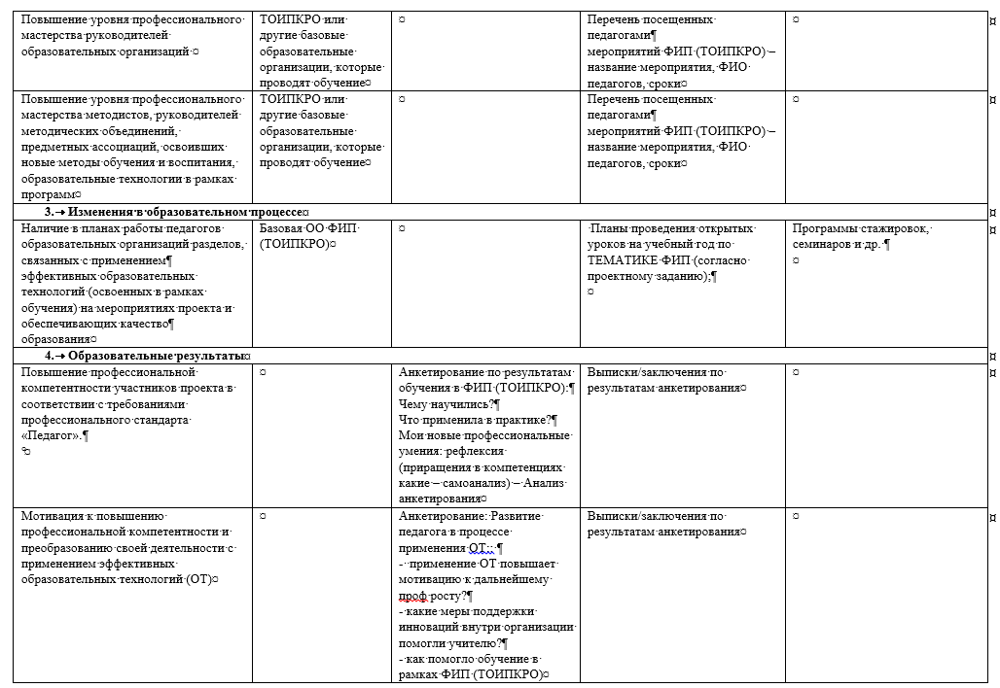 Повышение уровня профессионального
мастерства руководителей
образовательных организаций
ТОИПКРО или
другие базовые
образовательные
организации, которые
проводят обучение
Перечень посещенных
педагогами
мероприятий ФИП (ТОИПКРО) –
название мероприятия, ФИО
педагогов, сроки
Повышение уровня профессионального
мастерства методистов, руководителей
методических объединений,
предметных ассоциаций, освоивших
новые методы обучения и воспитания,
образовательные технологии в рамках
программ
ТОИПКРО или
другие базовые
образовательные
организации, которые
проводят обучение
Перечень посещенных
педагогами
мероприятий ФИП (ТОИПКРО) –
название мероприятия, ФИО
педагогов, сроки
3. Изменения в образовательном процессе
Наличие в планах работы педагогов
образовательных организаций разделов,
связанных с применением
эффективных образовательных
технологий (освоенных в рамках
обучения) на мероприятиях проекта и
обеспечивающих качество
образования
Базовая ОО ФИП
(ТОИПКРО)
Планы проведения открытых
уроков на учебный год по
ТЕМАТИКЕ ФИП (согласно
проектному заданию);
Программы стажировок,
семинаров и др.
4. Образовательные результаты
Повышение профессиональной
компетентности участников проекта в
соответствии с требованиями
профессионального стандарта
«Педагог».
Анкетирование по результатам
обучения в ФИП (ТОИПКРО):
Чему научились?
Что применила в практике?
Мои новые профессиональные
умения: рефлексия
(приращения в компетенциях
какие – самоанализ) – Анализ
анкетирования
Выписки/заключения по
результатам анкетирования
Мотивация к повышению
профессиональной компетентности и
преобразованию своей деятельности с
применением эффективных
образовательных технологий (ОТ)
Анкетирование: Развитие
педагога в процессе
применения ОТ::
- применение ОТ повышает
мотивацию к дальнейшему
проф росту?
- какие меры поддержки
инноваций внутри организации
помогли учителю?
- как помогло обучение в
рамках ФИП (ТОИПКРО)
Выписки/заключения по
результатам анкетирования